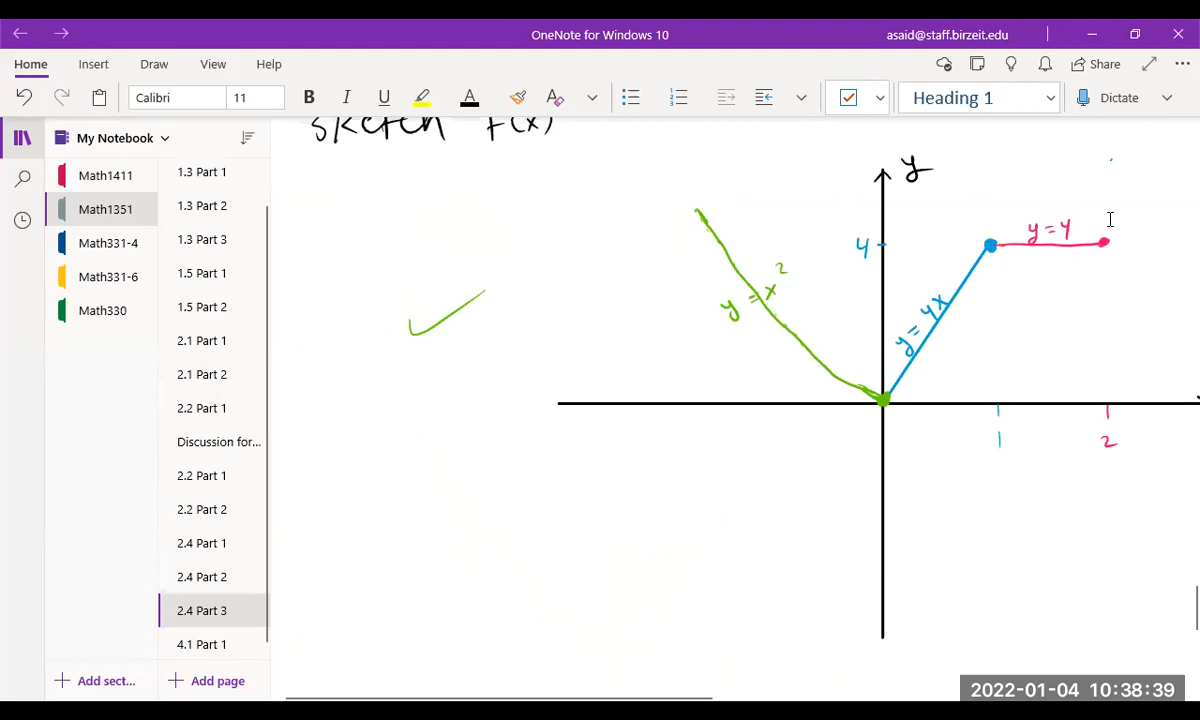 OneNote for Windows 10
asaid@staff.birzeit.edu
Home
Insert
Draw
View
Help
Share
Calibri
11
B
I
U
A
A
Heading 1
Dictate
My Notebook
Math1411
Math1351
Math331-4
Math331-6
Math330
1.3 Part 1
1.3 Part 2
1.3 Part 3
1.5 Part 1
1.5 Part 2
2.1 Part 1
2.1 Part 2
2.2 Part 1
Discussion for...
2.2 Part 1
2.2 Part 2
2.4 Part 1
2.4 Part 2
2.4 Part 3
4.1 Part 1
Add sect...
Add page
sketch f(x)
y
4
y = 4
y = x²
y = 4x
1
2
2022-01-04 10:38:39